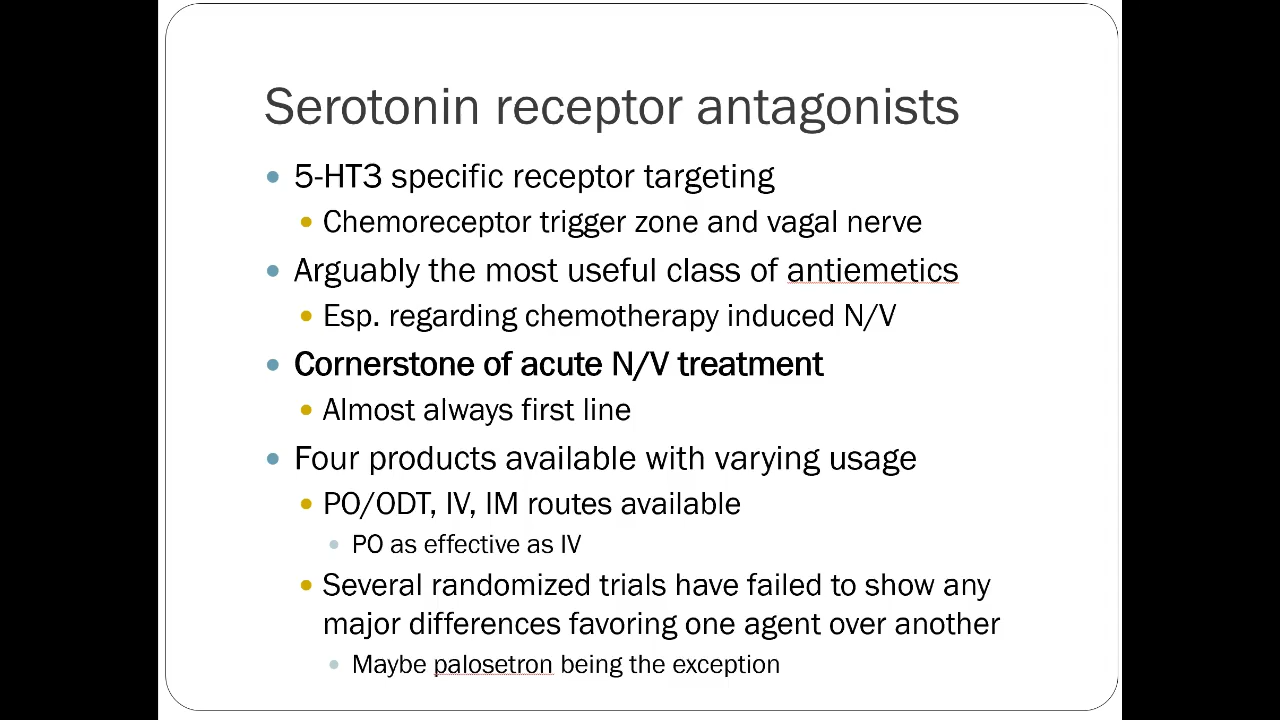 Serotonin receptor antagonists
5-HT3 specific receptor targeting
Chemoreceptor trigger zone and vagal nerve
Arguably the most useful class of antiemetics
Esp. regarding chemotherapy induced N/V
Cornerstone of acute N/V treatment
Almost always first line
Four products available with varying usage
PO/ODT, IV, IM routes available
PO as effective as IV
Several randomized trials have failed to show any
major differences favoring one agent over another
Maybe palosetron being the exception